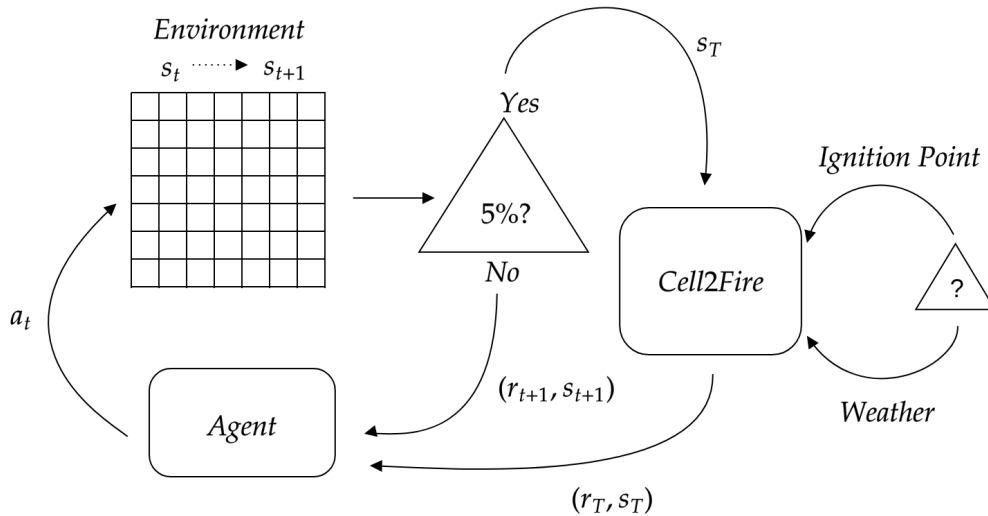 Environment
s_t ⋯▸ s_{t+1}
Yes
s_T
5%?
No
Ignition Point
Cell2Fire
?
Weather
a_t
Agent
(r_{t+1}, s_{t+1})
(r_T, s_T)